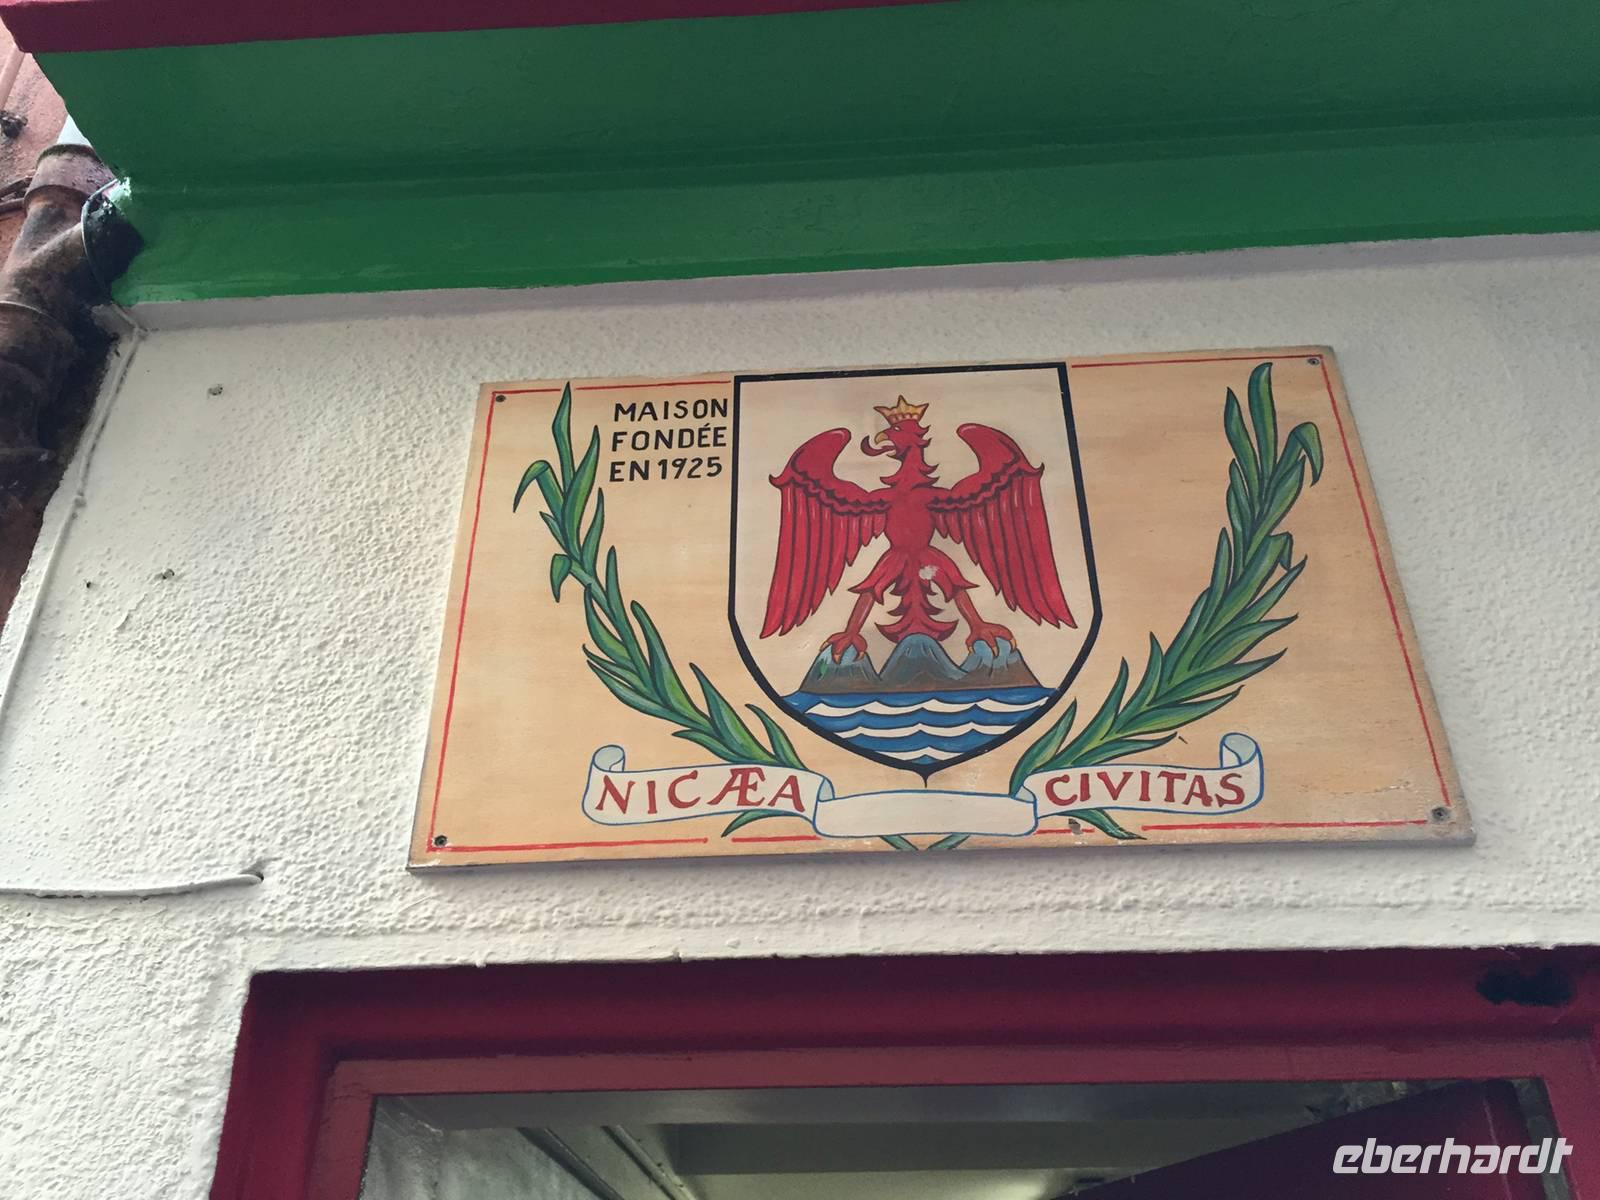 MAISON
FONDÉE
EN 1925
NICÆA CIVITAS
eberhardt